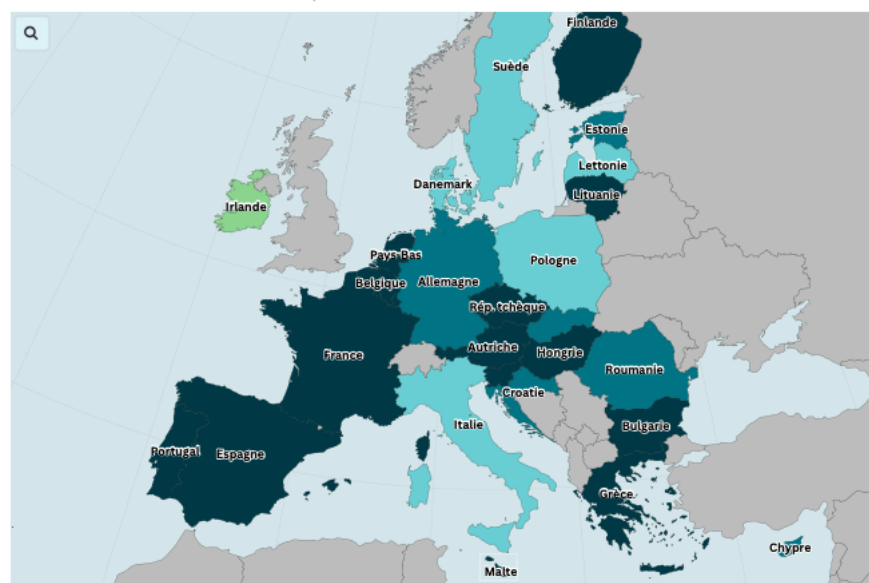 Finlande
Suède
Estonie
Lettonie
Danemark
Lituanie
Irlande
Pays-Bas
Pologne
Belgique
Allemagne
Rép. tchèque
Autriche
France
Hongrie
Roumanie
Croatie
Italie
Bulgarie
Portugal
Espagne
Grèce
Chypre
Malte